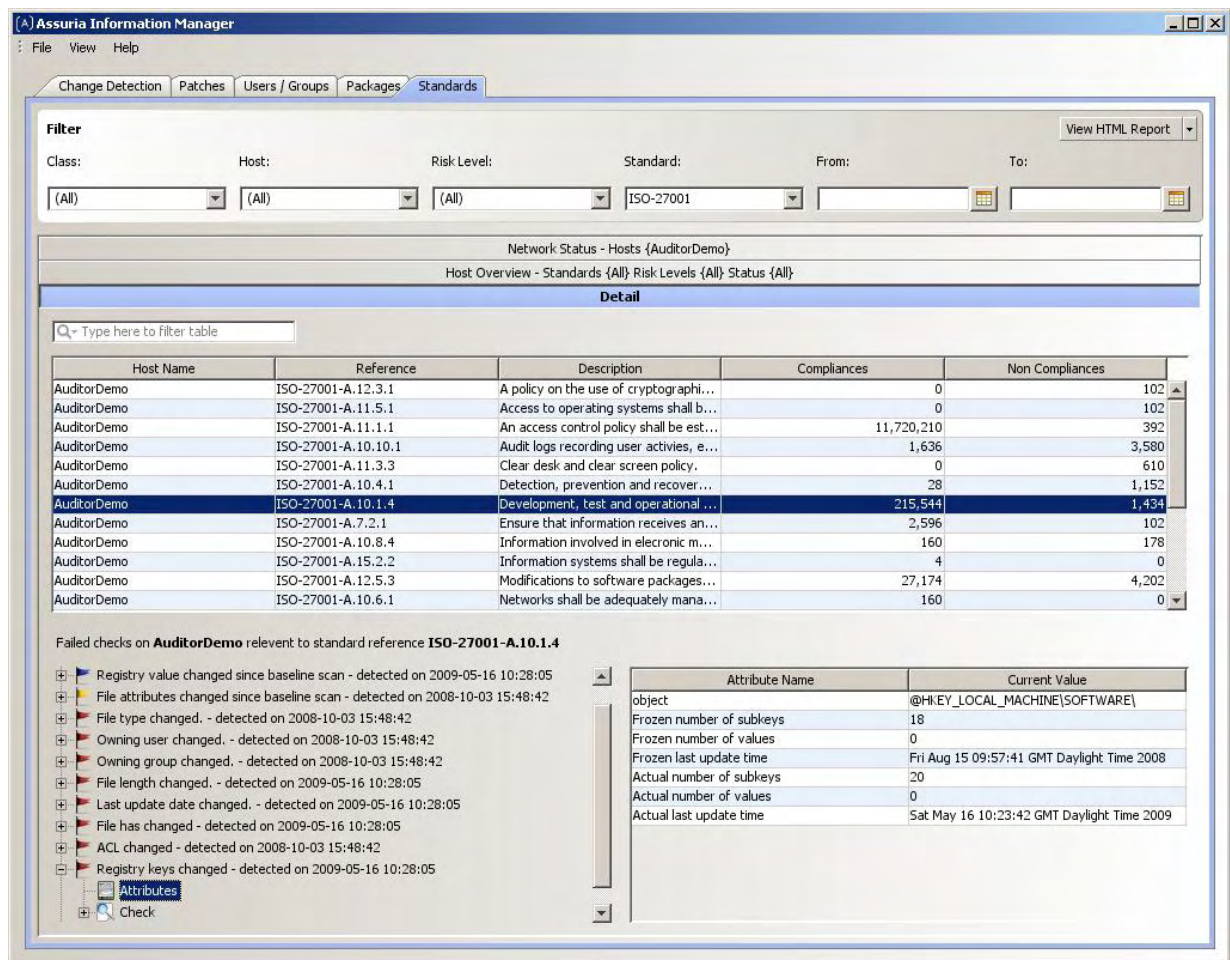 (A) Assuria Information Manager
File View Help
Change Detection Patches Users / Groups Packages Standards
Filter
View HTML Report
Class: Host: Risk Level: Standard: From: To:
(All) (All) (All) ISO-27001
Network Status - Hosts {AuditorDemo}
Host Overview - Standards {All} Risk Levels {All} Status {All}
Detail
Type here to filter table
Host Name Reference Description Compliances Non Compliances
AuditorDemo ISO-27001-A.12.3.1 A policy on the use of cryptographi... 0 102
AuditorDemo ISO-27001-A.11.5.1 Access to operating systems shall b... 0 102
AuditorDemo ISO-27001-A.11.1.1 An access control policy shall be est... 11,720,210 392
AuditorDemo ISO-27001-A.10.10.1 Audit logs recording user activies, e... 1,636 3,580
AuditorDemo ISO-27001-A.11.3.3 Clear desk and clear screen policy. 0 610
AuditorDemo ISO-27001-A.10.4.1 Detection, prevention and recover... 28 1,152
AuditorDemo ISO-27001-A.10.1.4 Development, test and operational ... 215,544 1,434
AuditorDemo ISO-27001-A.7.2.1 Ensure that information receives an... 2,596 102
AuditorDemo ISO-27001-A.10.8.4 Information involved in elecronic m... 160 178
AuditorDemo ISO-27001-A.15.2.2 Information systems shall be regula... 4 0
AuditorDemo ISO-27001-A.12.5.3 Modifications to software packages... 27,174 4,202
AuditorDemo ISO-27001-A.10.6.1 Networks shall be adequately mana... 160 0
Failed checks on AuditorDemo relevent to standard reference ISO-27001-A.10.1.4
Registry value changed since baseline scan - detected on 2009-05-16 10:28:05
File attributes changed since baseline scan - detected on 2008-10-03 15:48:42
File type changed. - detected on 2008-10-03 15:48:42
Owning user changed. - detected on 2008-10-03 15:48:42
Owning group changed. - detected on 2008-10-03 15:48:42
File length changed. - detected on 2009-05-16 10:28:05
Last update date changed. - detected on 2009-05-16 10:28:05
File has changed - detected on 2009-05-16 10:28:05
ACL changed - detected on 2008-10-03 15:48:42
Registry keys changed - detected on 2009-05-16 10:28:05
Attributes
Check
Attribute Name Current Value
object @HKEY_LOCAL_MACHINE\SOFTWARE\
Frozen number of subkeys 18
Frozen number of values 0
Frozen last update time Fri Aug 15 09:57:41 GMT Daylight Time 2008
Actual number of subkeys 20
Actual number of values 0
Actual last update time Sat May 16 10:23:42 GMT Daylight Time 2009